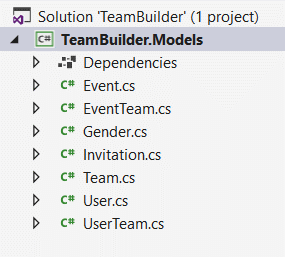 Solution 'TeamBuilder' (1 project)
C# TeamBuilder.Models
Dependencies
C# Event.cs
C# EventTeam.cs
C# Gender.cs
C# Invitation.cs
C# Team.cs
C# User.cs
C# UserTeam.cs